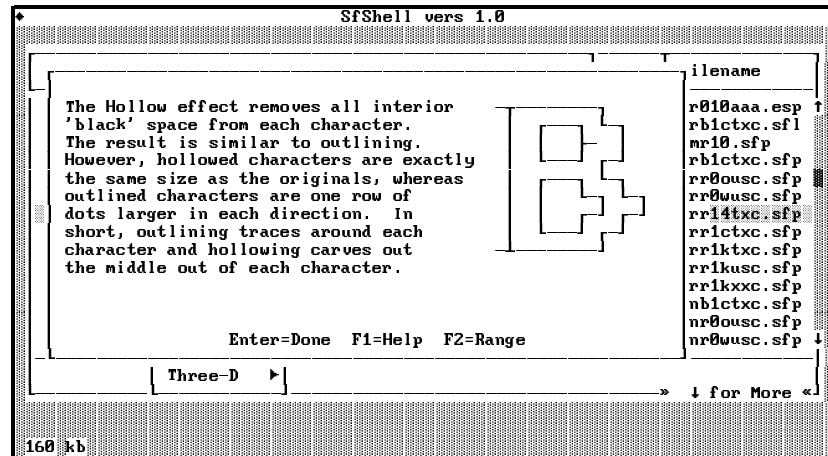 SfShell vers 1.0
ilename
The Hollow effect removes all interior
'black' space from each character.
The result is similar to outlining.
However, hollowed characters are exactly
the same size as the originals, whereas
outlined characters are one row of
dots larger in each direction. In
short, outlining traces around each
character and hollowing carves out
the middle out of each character.
Enter=Done F1=Help F2=Range
r010aaa.esp
rb1ctxc.sfl
mr10.sfp
rb1ctxc.sfp
rr0ousc.sfp
rr0wusc.sfp
rr14txc.sfp
rr1ctxc.sfp
rr1ktxc.sfp
rr1kusc.sfp
rr1kxxc.sfp
nb1ctxc.sfp
nr0ousc.sfp
nr0wusc.sfp
Three-D ►
» ↓ for More «
160 kb